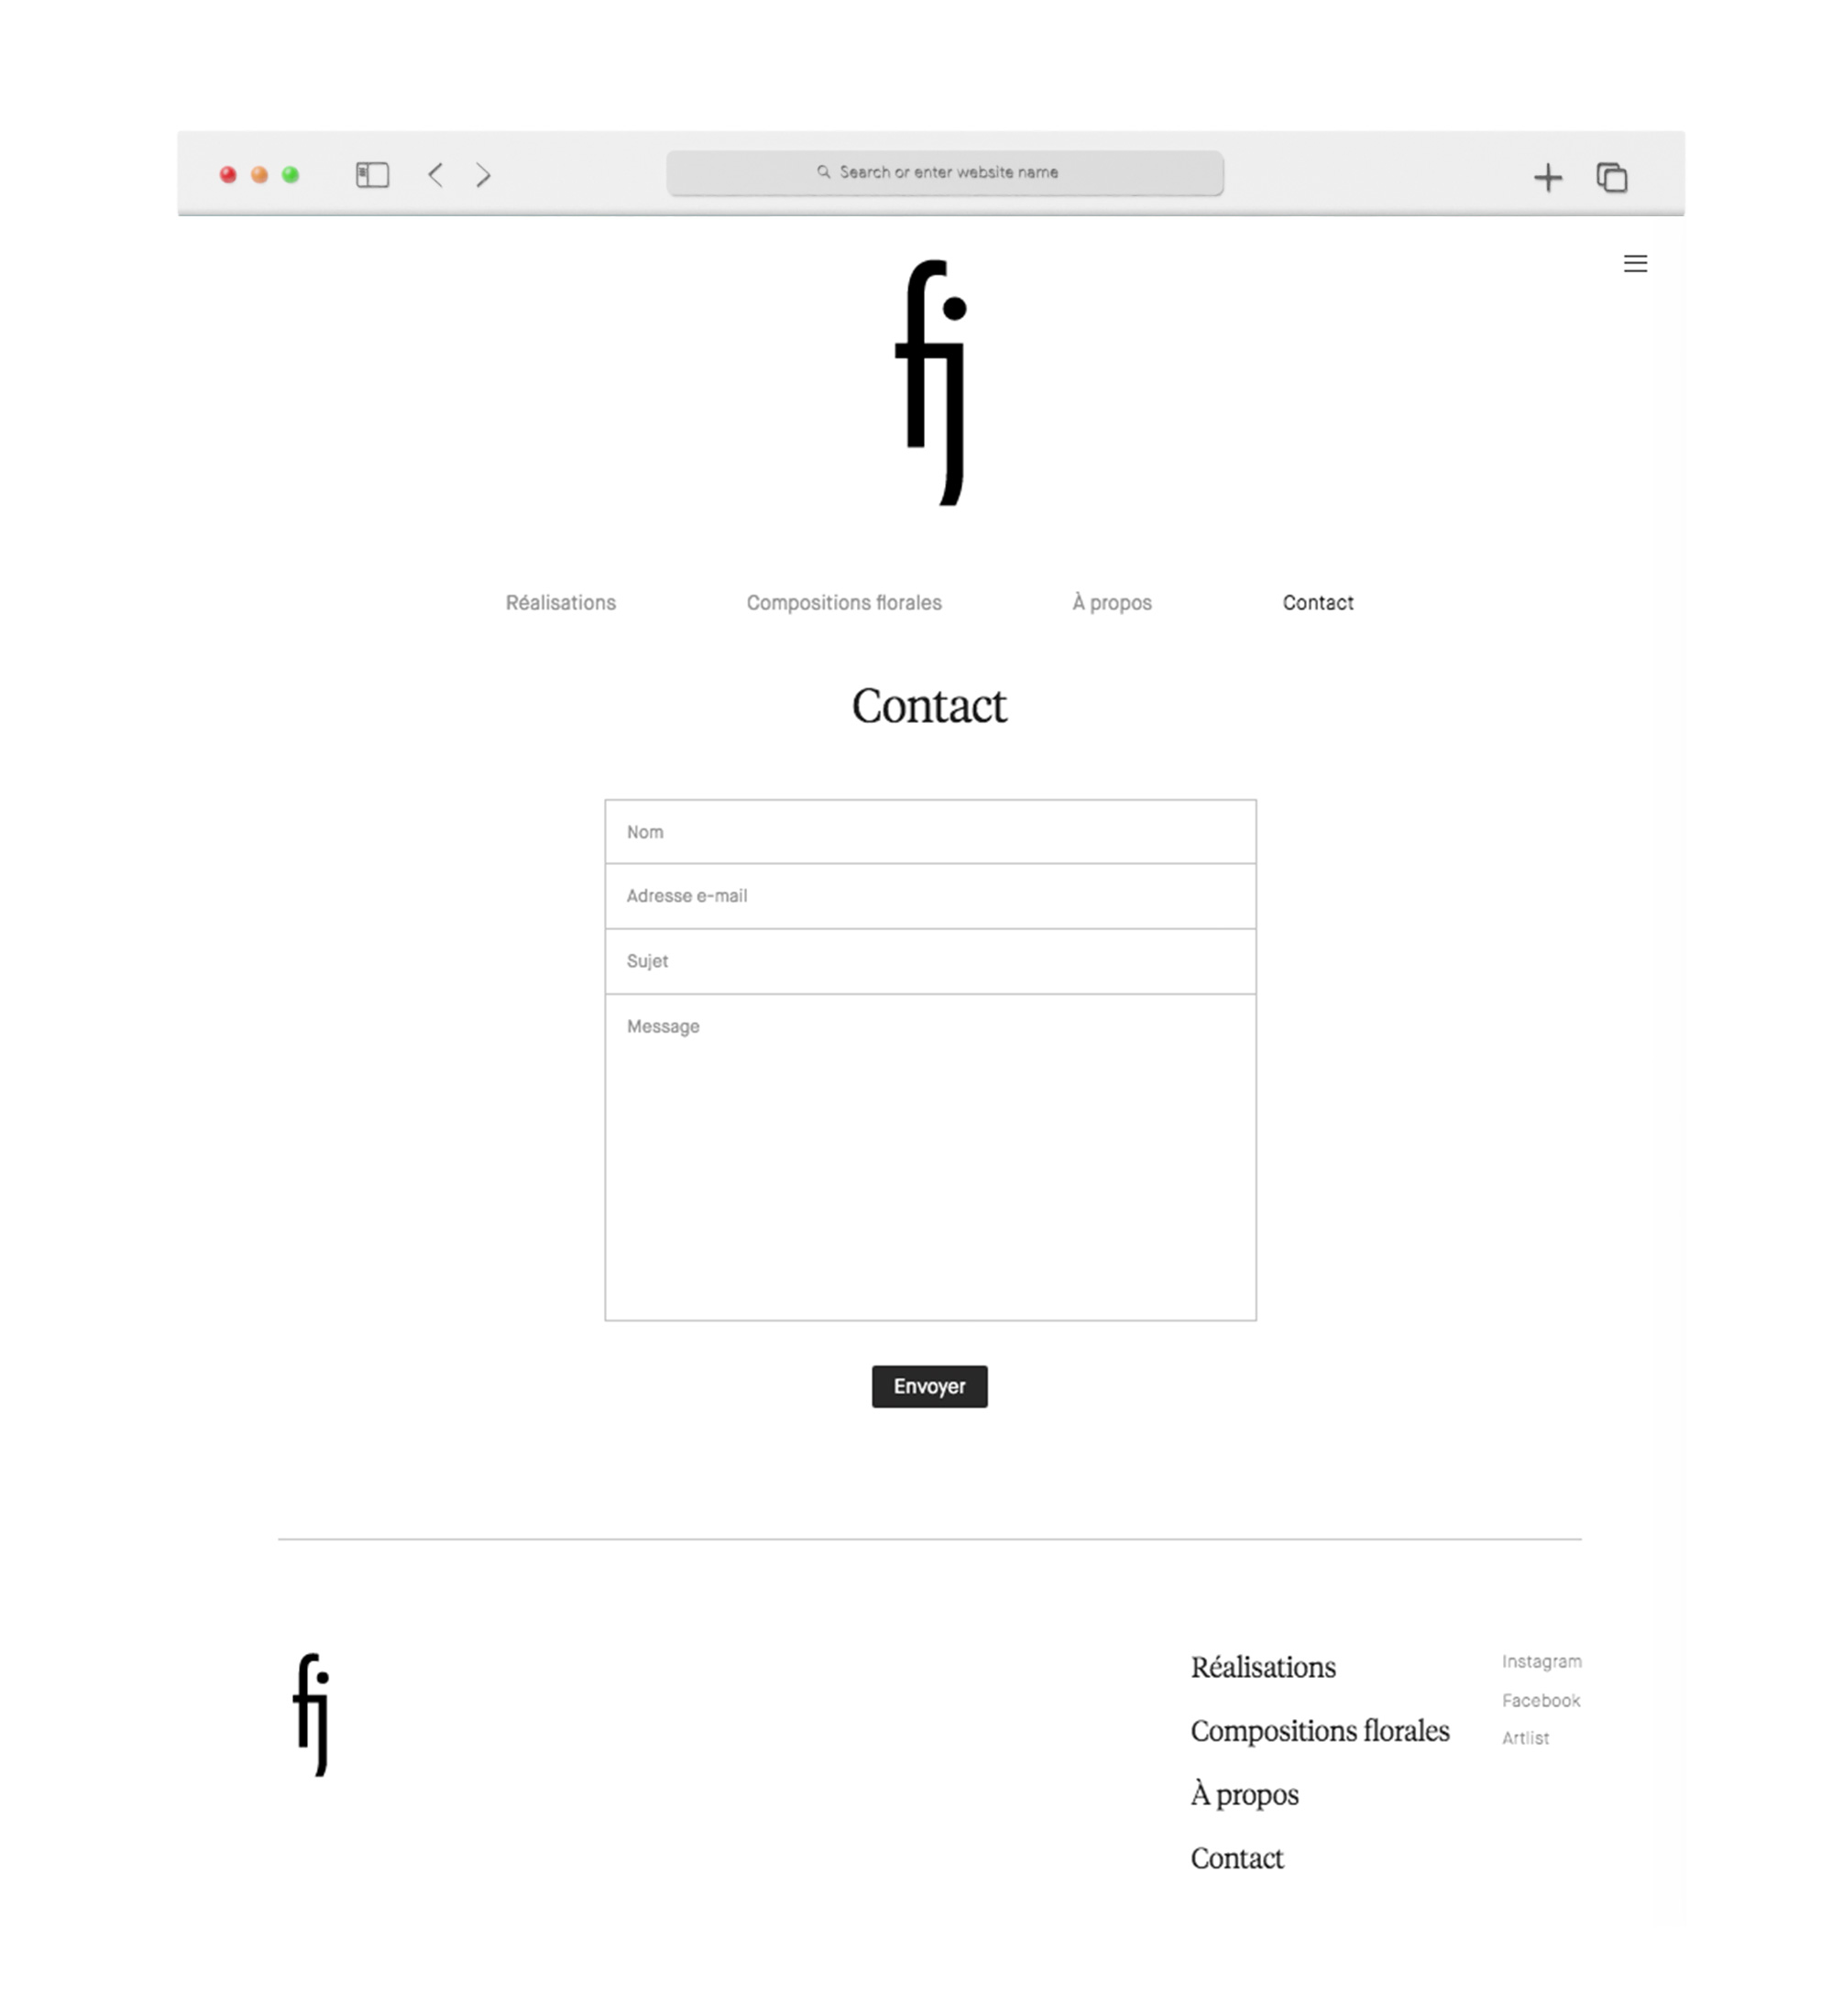 Search or enter website name
fj
Réalisations Compositions florales À propos Contact
Contact
Nom
Adresse e-mail
Sujet
Message
Envoyer
fj
Réalisations
Compositions florales
À propos
Contact
Instagram
Facebook
Artlist